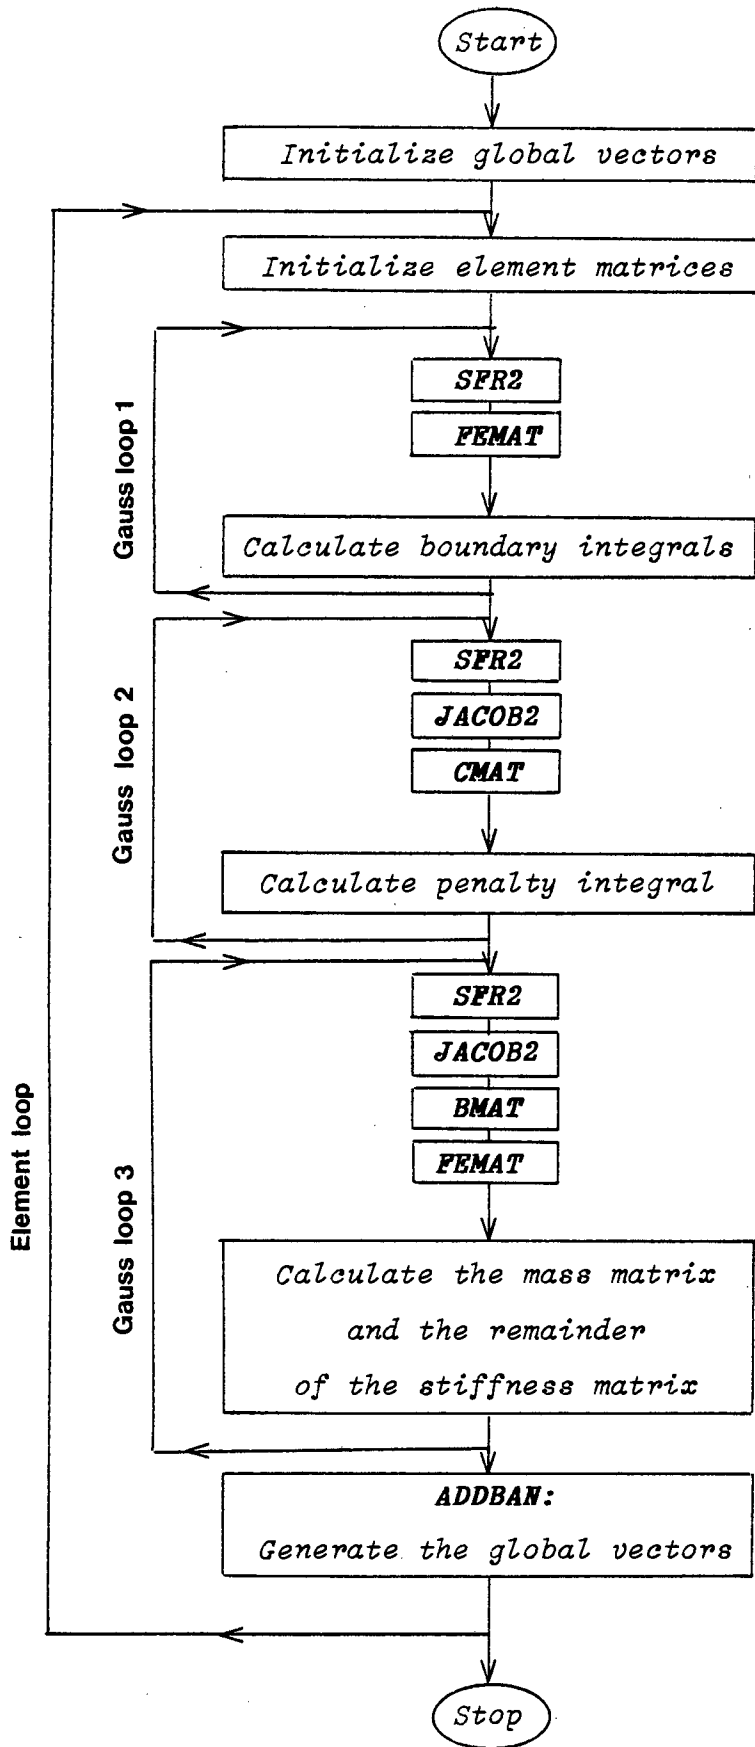 Start
Initialize global vectors
Initialize element matrices
Gauss loop 1
SFR2
FEMAT
Calculate boundary integrals
Gauss loop 2
SFR2
JACOB2
CMAT
Calculate penalty integral
Element loop
Gauss loop 3
SFR2
JACOB2
BMAT
FEMAT
Calculate the mass matrix
and the remainder
of the stiffness matrix
ADDBAN:
Generate the global vectors
Stop